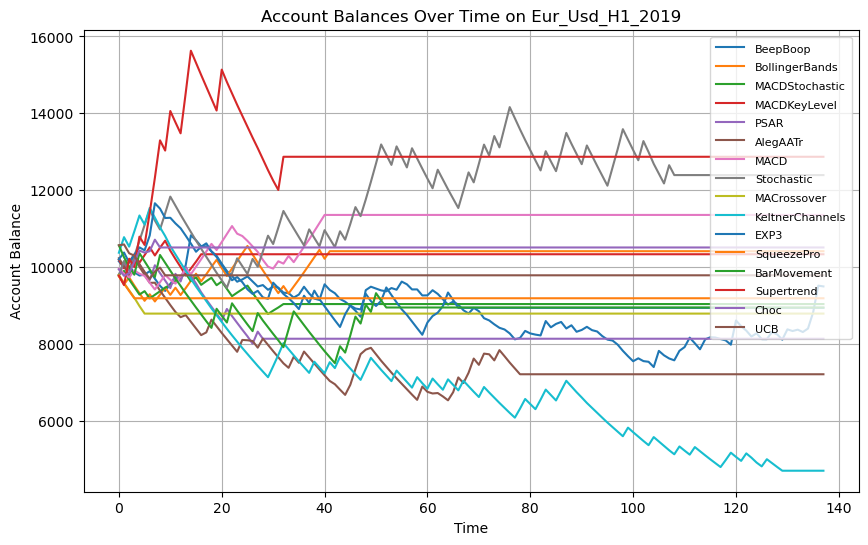 Account Balances Over Time on Eur_Usd_H1_2019
16000
14000
12000
10000
8000
6000
Account Balance
BeepBoop
BollingerBands
MACDStochastic
MACDKeyLevel
PSAR
AlegAATr
MACD
Stochastic
MACrossover
KeltnerChannels
EXP3
SqueezePro
BarMovement
Supertrend
Choc
UCB
0
20
40
60
80
100
120
140
Time